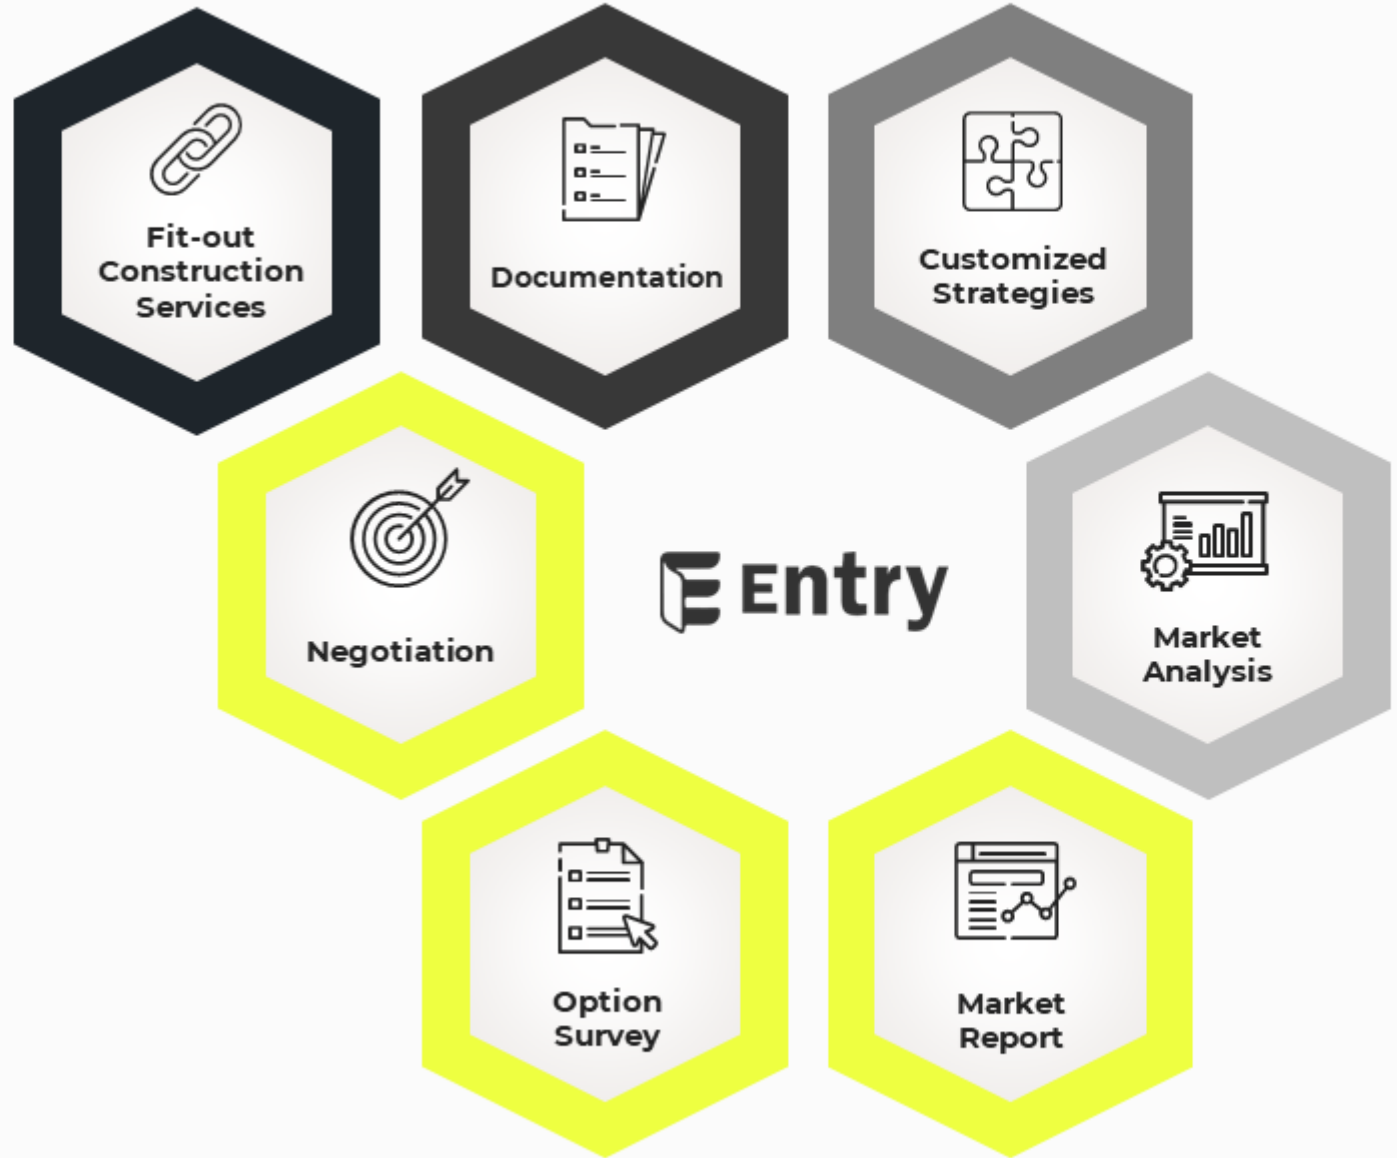 Fit-out
Construction
Services
Documentation
Customized
Strategies
Negotiation
Entry
Market
Analysis
Option
Survey
Market
Report